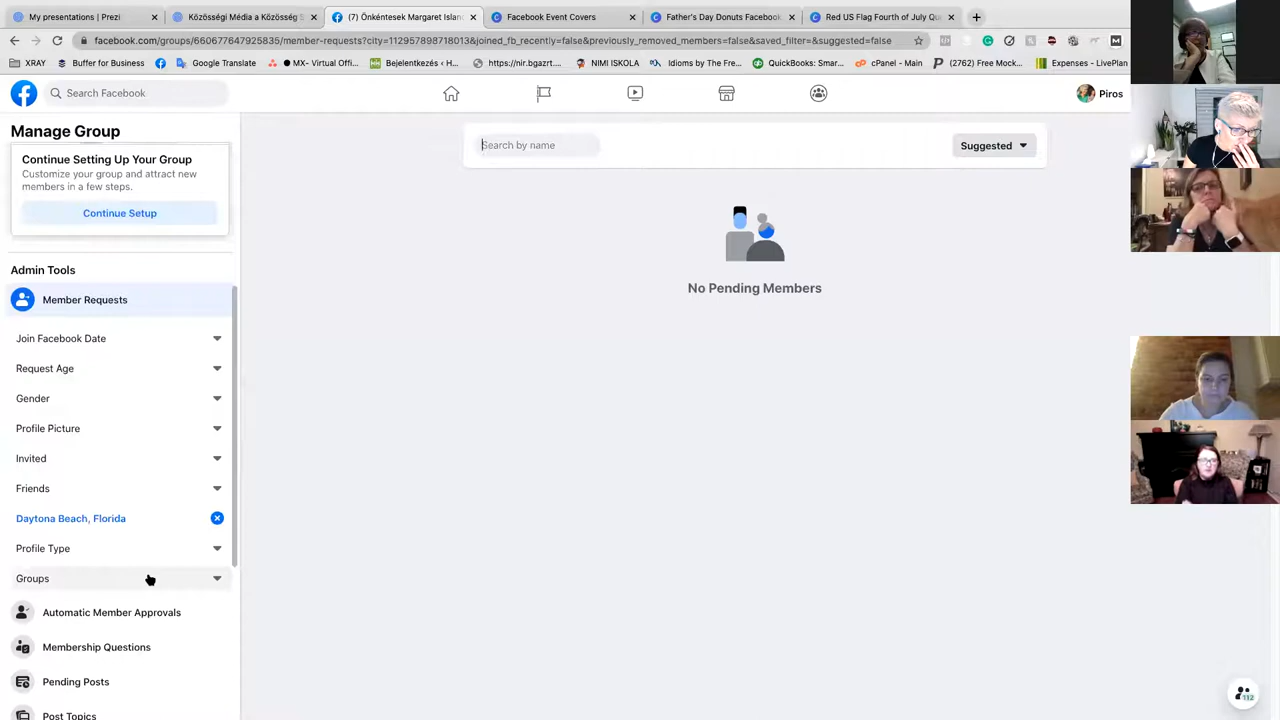 My presentations | Prezi
Közösségi Média a Közösség S
(7) Önkéntesek Margaret Islan
Facebook Event Covers
Father's Day Donuts Facebook
Red US Flag Fourth of July Qu
facebook.com/groups/660677647925835/member-requests?city=112957898718013&joined_fb_recently=false&previously_removed_members=false&saved_filter=&suggested=false
XRAY
Buffer for Business
Google Translate
MX- Virtual Offi...
Bejelentkezés ‹ H...
https://nir.bgazrt....
NIMI ISKOLA
Idioms by The Fre...
QuickBooks: Smar...
cPanel - Main
(2762) Free Mock...
Expenses - LivePlan
Search Facebook
Piros
Manage Group
Continue Setting Up Your Group
Customize your group and attract new
members in a few steps.
Continue Setup
Admin Tools
Member Requests
Join Facebook Date
Request Age
Gender
Profile Picture
Invited
Friends
Daytona Beach, Florida
Profile Type
Groups
Automatic Member Approvals
Membership Questions
Pending Posts
Post Topics
Search by name
Suggested
No Pending Members
112